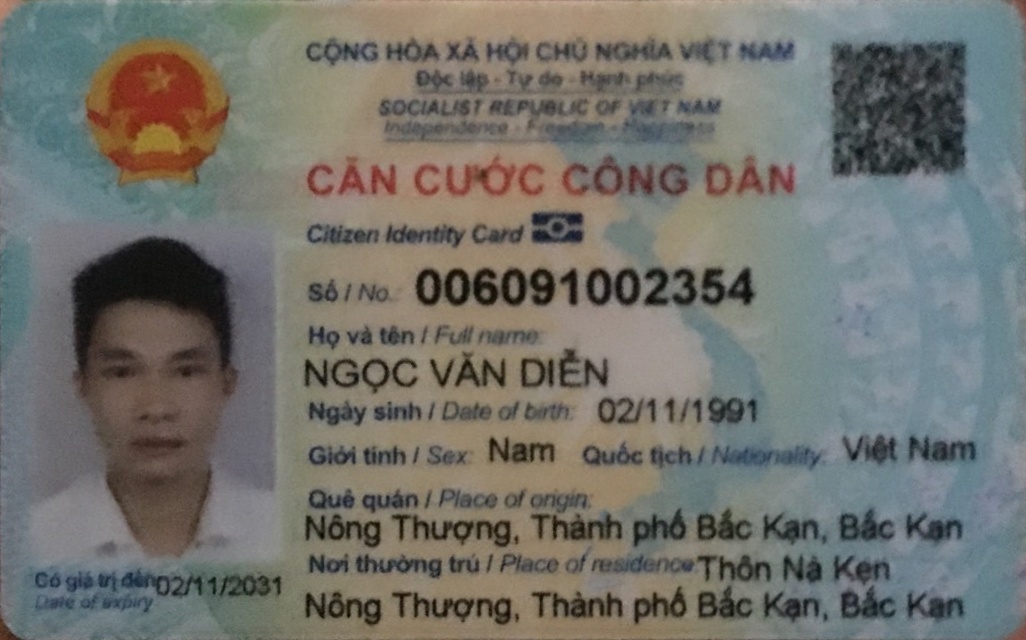 CỘNG HÒA XÃ HỘI CHỦ NGHĨA VIỆT NAM
Độc lập - Tự do - Hạnh phúc
SOCIALIST REPUBLIC OF VIET NAM
Independence - Freedom - Happiness
CĂN CƯỚC CÔNG DÂN
Citizen Identity Card
Số / No.: 006091002354
Họ và tên / Full name:
NGỌC VĂN DIỄN
Ngày sinh / Date of birth: 02/11/1991
Giới tính / Sex: Nam Quốc tịch / Nationality: Việt Nam
Quê quán / Place of origin:
Nông Thượng, Thành phố Bắc Kạn, Bắc Kạn
Nơi thường trú / Place of residence: Thôn Nà Kẹn
Nông Thượng, Thành phố Bắc Kạn, Bắc Kạn
Có giá trị đến: 02/11/2031
Date of expiry